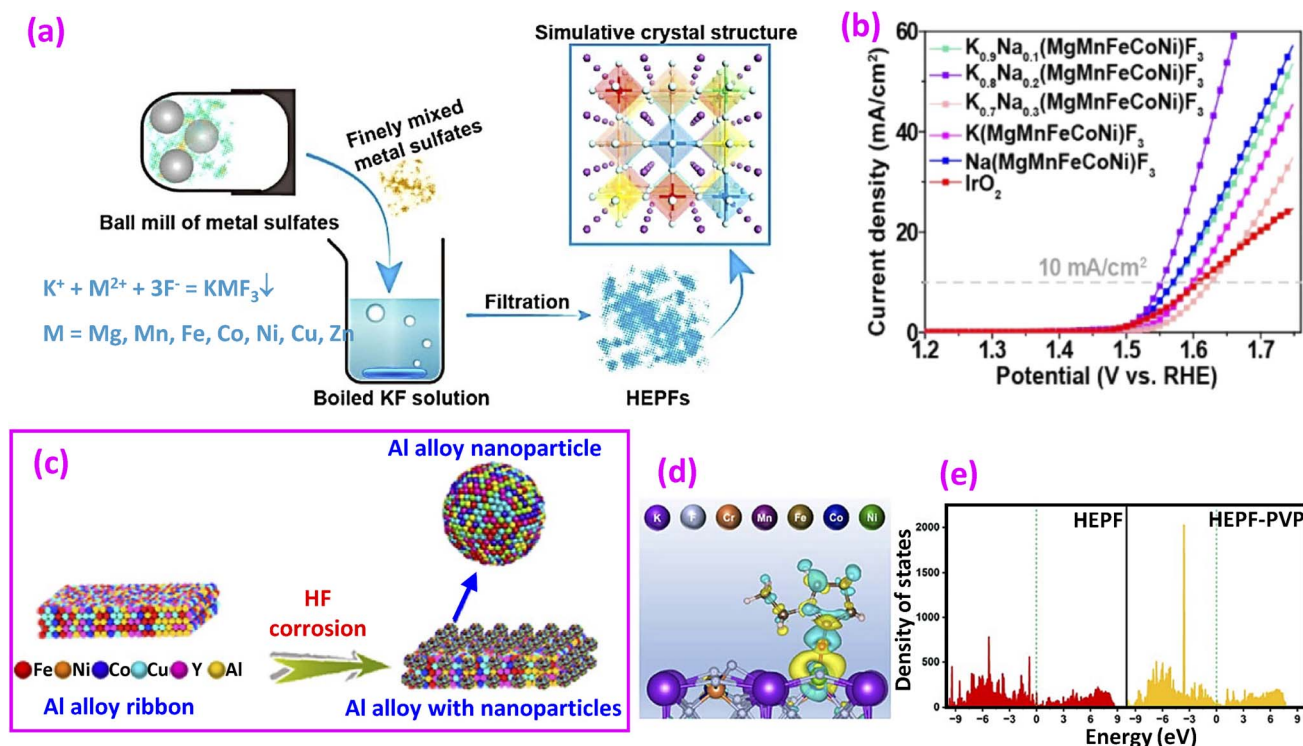 (a)
Simulative crystal structure
Finely mixed
metal sulfates
Ball mill of metal sulfates
K⁺ + M²⁺ + 3F⁻ = KMF₃↓
M = Mg, Mn, Fe, Co, Ni, Cu, Zn
Filtration
Boiled KF solution
HEPFs
(b)
K₀.₉Na₀.₁(MgMnFeCoNi)F₃
K₀.₈Na₀.₂(MgMnFeCoNi)F₃
K₀.₇Na₀.₃(MgMnFeCoNi)F₃
K(MgMnFeCoNi)F₃
Na(MgMnFeCoNi)F₃
IrO₂
10 mA/cm²
Current density (mA/cm²)
60
40
20
0
1.2 1.3 1.4 1.5 1.6 1.7
Potential (V vs. RHE)
(c)
Al alloy nanoparticle
HF
corrosion
Fe Ni Co Cu Y Al
Al alloy ribbon
Al alloy with nanoparticles
(d)
K F Cr Mn Fe Co Ni
(e)
HEPF
HEPF-PVP
Density of states
2000
1500
1000
500
0
-9 -6 -3 0 3 6 9 -9 -6 -3 0 3 6 9
Energy (eV)